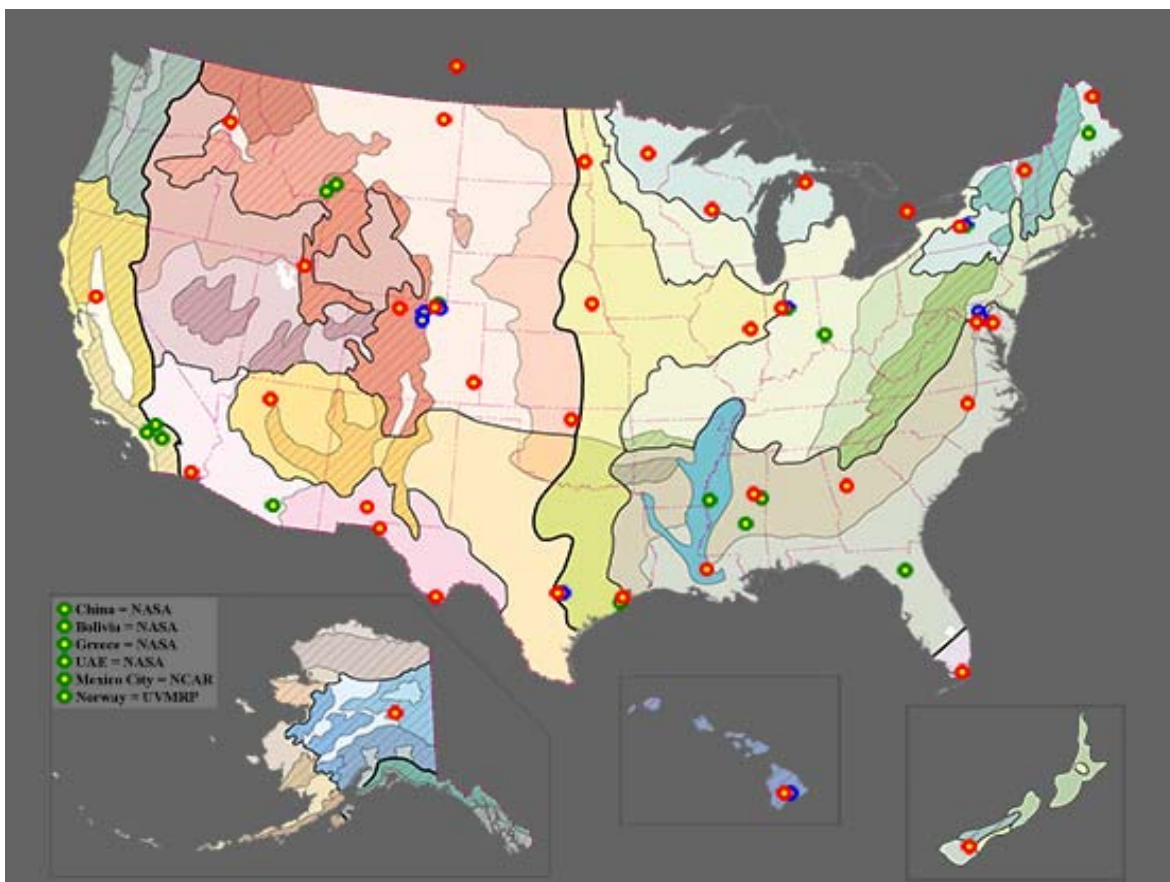 China = NASA
Bolivia = NASA
Greece = NASA
UAE = NASA
Mexico City = NCAR
Norway = UVMRP